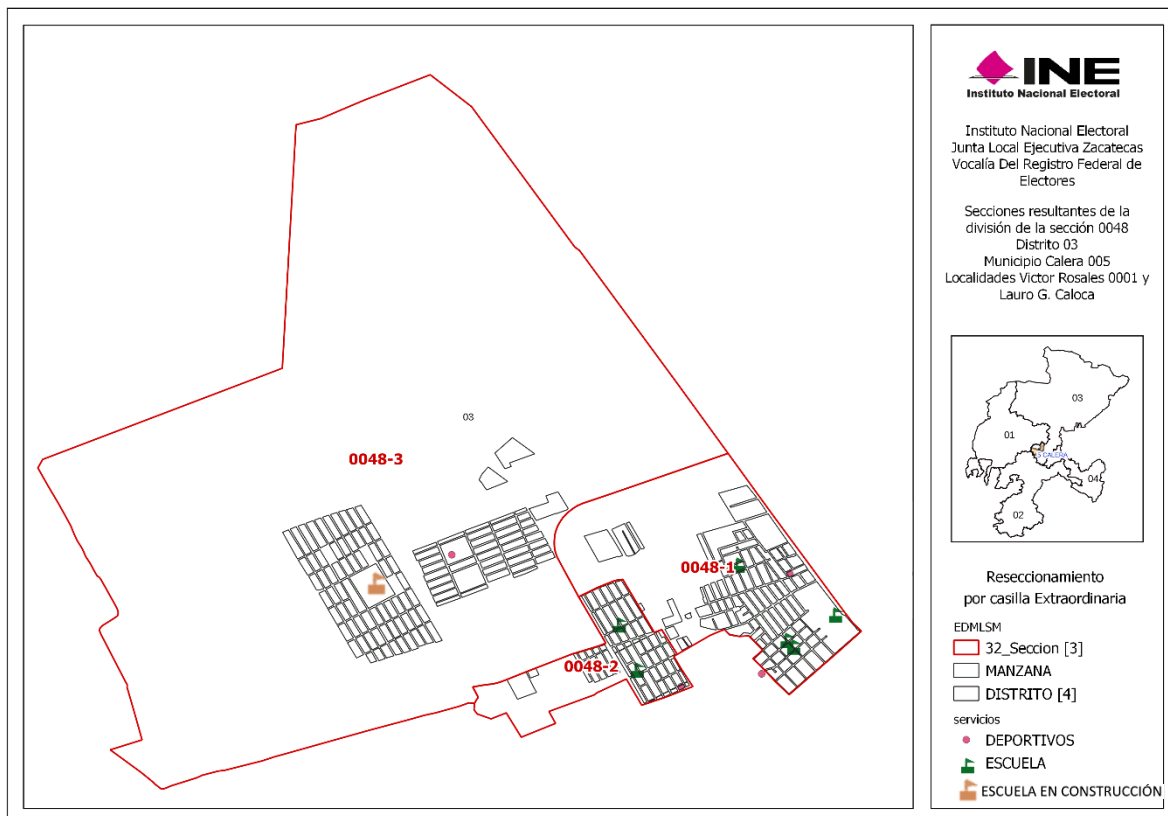 03
0048-3
0048-1
0048-2
INE
Instituto Nacional Electoral
Instituto Nacional Electoral
Junta Local Ejecutiva Zacatecas
Vocalía Del Registro Federal de
Electores
Secciones resultantes de la
división de la sección 0048
Distrito 03
Municipio Calera 005
Localidades Victor Rosales 0001 y
Lauro G. Caloca
03
01
CALERA
04
02
Reseccionamiento
por casilla Extraordinaria
EDMLSM
32_Seccion [3]
MANZANA
DISTRITO [4]
servicios
DEPORTIVOS
ESCUELA
ESCUELA EN CONSTRUCCIÓN